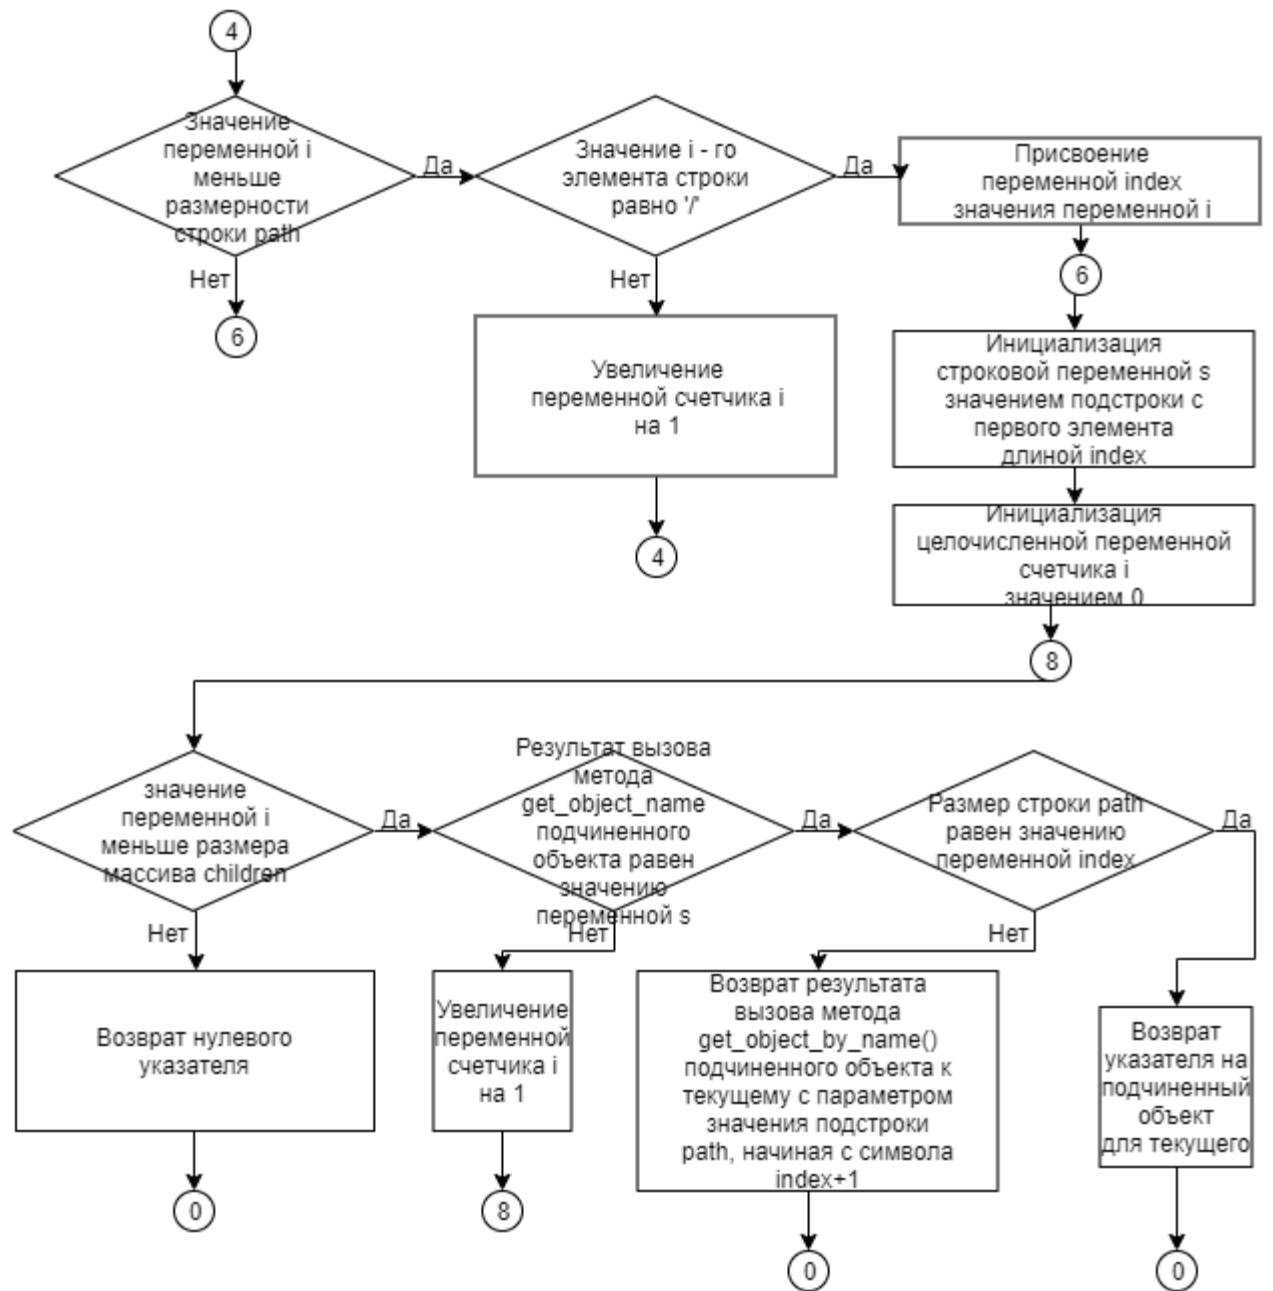 4
Значение
переменной i
меньше
размерности
строки path
Да
Значение i - го
элемента строки
равно '/'
Да
Присвоение
переменной index
значения переменной i
Нет
6
Нет
6
Увеличение
переменной счетчика i
на 1
4
Инициализация
строковой переменной s
значением подстроки с
первого элемента
длиной index
Инициализация
целочисленной переменной
счетчика i
значением 0
8
значение
переменной i
меньше размера
массива children
Да
Результат вызова
метода
get_object_name
подчиненного
объекта равен
значению
переменной s
Да
Размер строки path
равен значению
переменной index
Да
Нет
Нет
Нет
Возврат нулевого
указателя
0
Увеличение
переменной
счетчика i
на 1
8
Возврат результата
вызова метода
get_object_by_name()
подчиненного объекта к
текущему с параметром
значения подстроки
path, начиная с символа
index+1
0
Возврат
указателя на
подчиненный
объект
для текущего
0